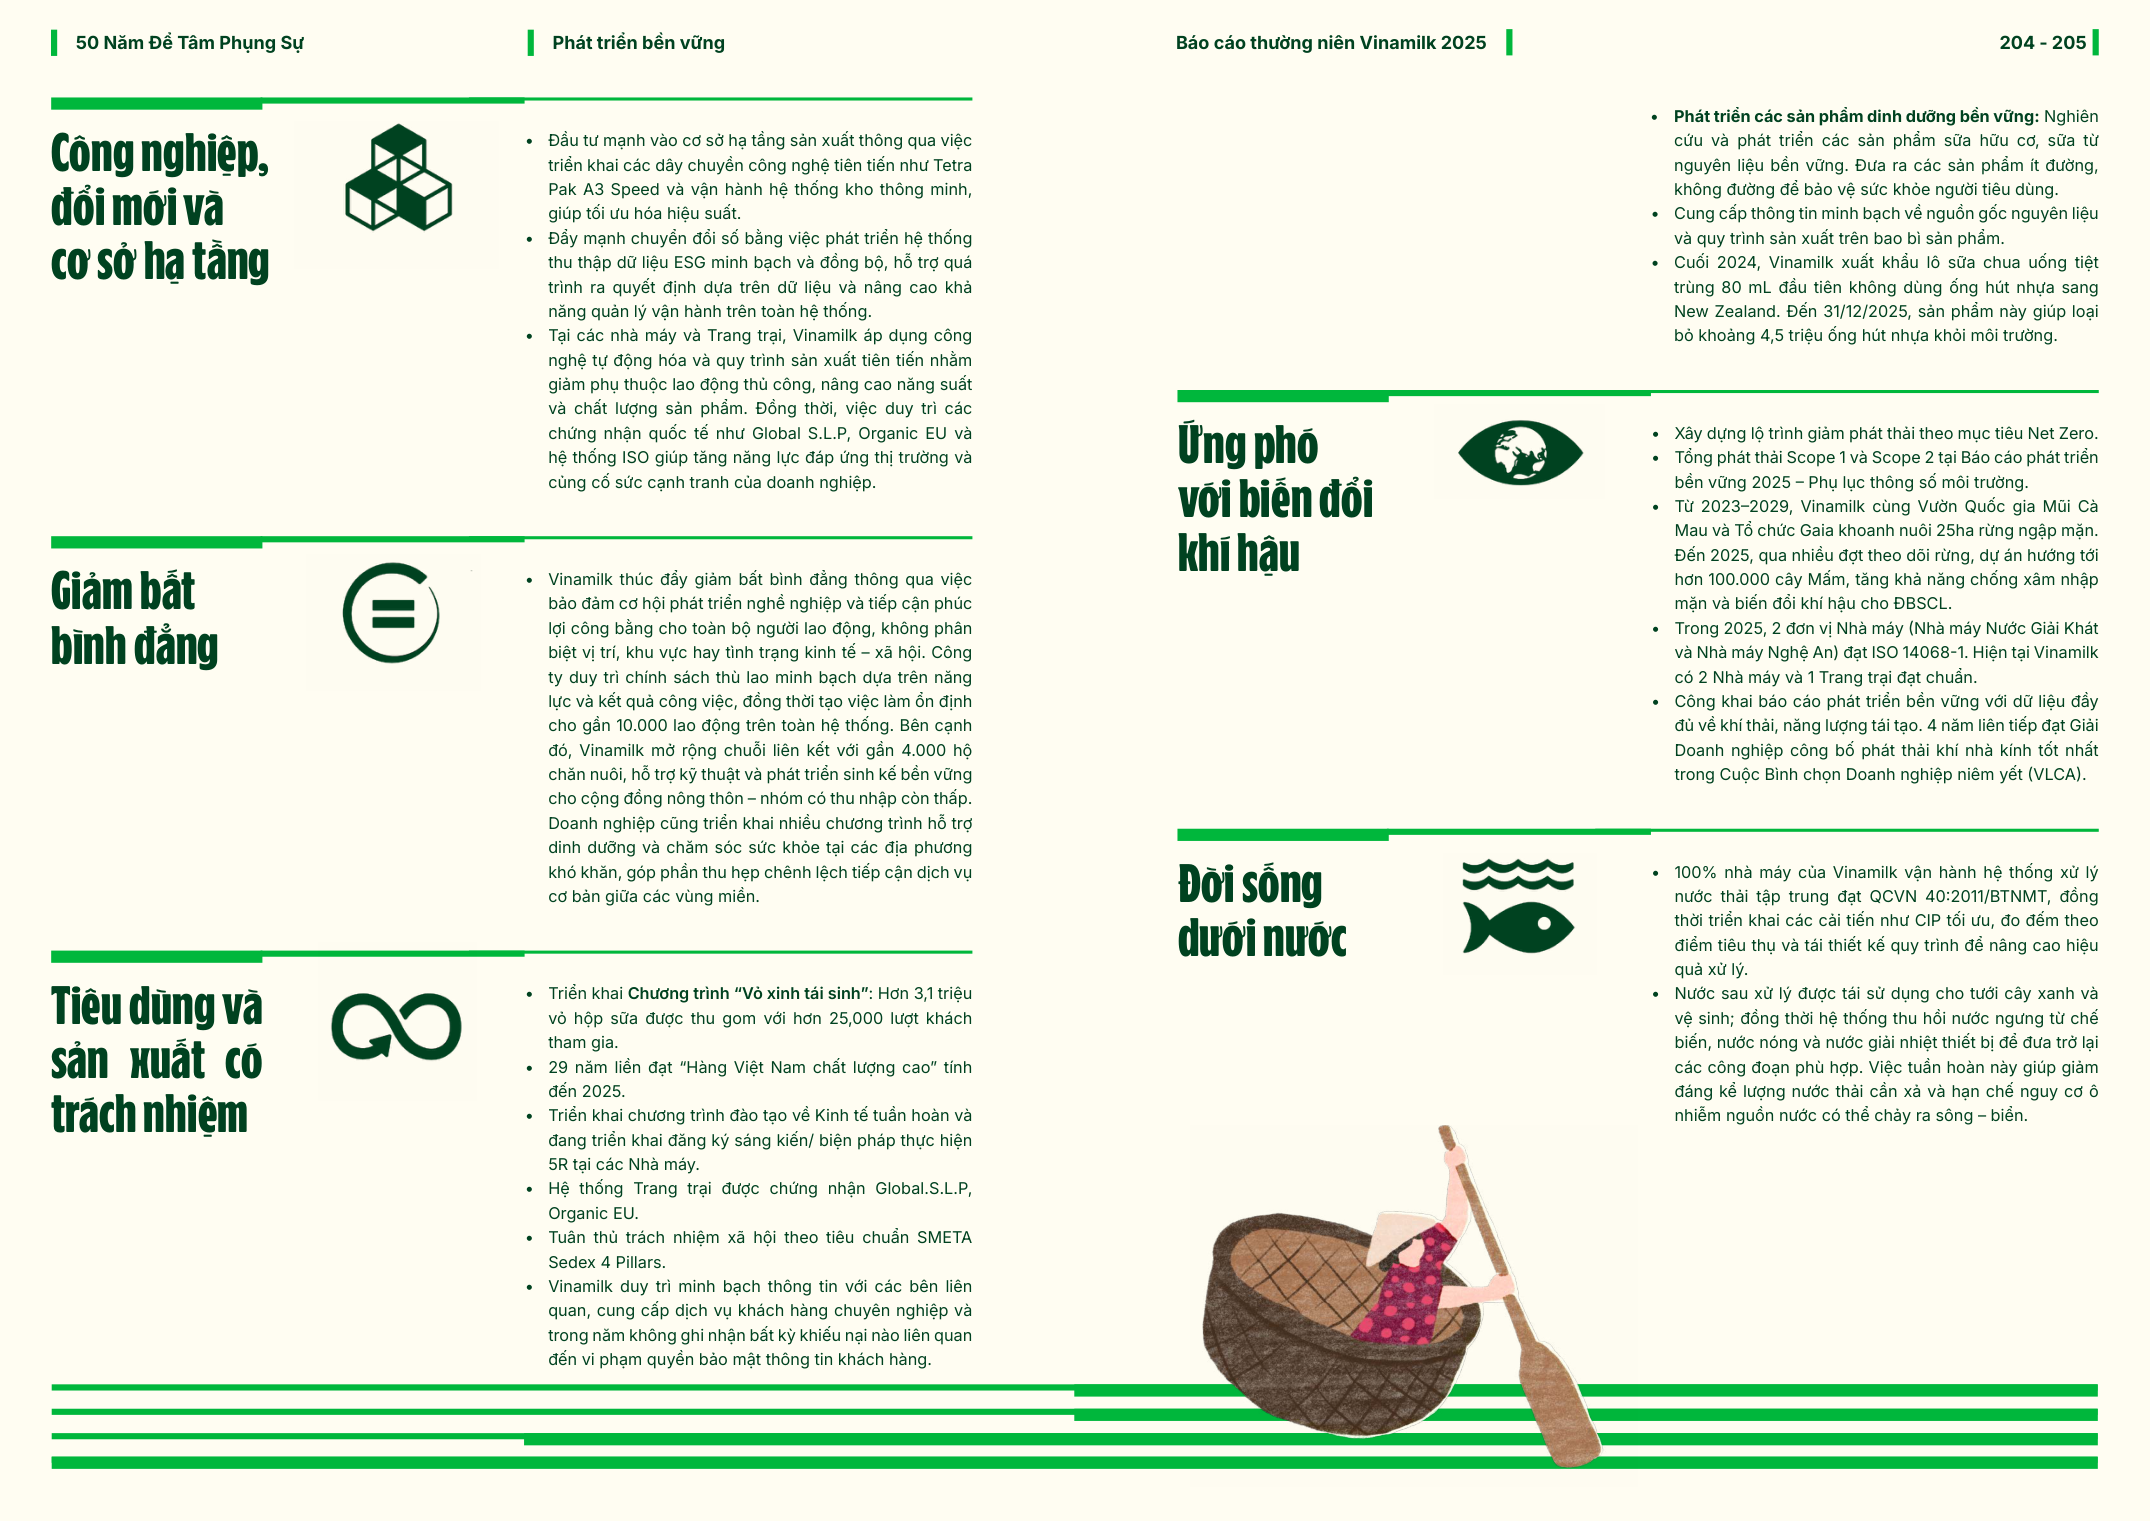 50 Năm Để Tâm Phụng Sự
Phát triển bền vững
Báo cáo thường niên Vinamilk 2025
204 - 205
Công nghiệp,
đổi mới và
cơ sở hạ tầng
• Đầu tư mạnh vào cơ sở hạ tầng sản xuất thông qua việc
triển khai các dây chuyền công nghệ tiên tiến như Tetra
Pak A3 Speed và vận hành hệ thống kho thông minh,
giúp tối ưu hóa hiệu suất.
• Đẩy mạnh chuyển đổi số bằng việc phát triển hệ thống
thu thập dữ liệu ESG minh bạch và đồng bộ, hỗ trợ quá
trình ra quyết định dựa trên dữ liệu và nâng cao khả
năng quản lý vận hành trên toàn hệ thống.
• Tại các nhà máy và Trang trại, Vinamilk áp dụng công
nghệ tự động hóa và quy trình sản xuất tiên tiến nhằm
giảm phụ thuộc lao động thủ công, nâng cao năng suất
và chất lượng sản phẩm. Đồng thời, việc duy trì các
chứng nhận quốc tế như Global S.L.P, Organic EU và
hệ thống ISO giúp tăng năng lực đáp ứng thị trường và
củng cố sức cạnh tranh của doanh nghiệp.
Giảm bất
bình đẳng
• Vinamilk thúc đẩy giảm bất bình đẳng thông qua việc
bảo đảm cơ hội phát triển nghề nghiệp và tiếp cận phúc
lợi công bằng cho toàn bộ người lao động, không phân
biệt vị trí, khu vực hay tình trạng kinh tế – xã hội. Công
ty duy trì chính sách thù lao minh bạch dựa trên năng
lực và kết quả công việc, đồng thời tạo việc làm ổn định
cho gần 10.000 lao động trên toàn hệ thống. Bên cạnh
đó, Vinamilk mở rộng chuỗi liên kết với gần 4.000 hộ
chăn nuôi, hỗ trợ kỹ thuật và phát triển sinh kế bền vững
cho cộng đồng nông thôn – nhóm có thu nhập còn thấp.
Doanh nghiệp cũng triển khai nhiều chương trình hỗ trợ
dinh dưỡng và chăm sóc sức khỏe tại các địa phương
khó khăn, góp phần thu hẹp chênh lệch tiếp cận dịch vụ
cơ bản giữa các vùng miền.
Tiêu dùng và
sản xuất có
trách nhiệm
• Triển khai Chương trình “Vỏ xinh tái sinh”: Hơn 3,1 triệu
vỏ hộp sữa được thu gom với hơn 25,000 lượt khách
tham gia.
• 29 năm liền đạt “Hàng Việt Nam chất lượng cao” tính
đến 2025.
• Triển khai chương trình đào tạo về Kinh tế tuần hoàn và
đang triển khai đăng ký sáng kiến/ biện pháp thực hiện
5R tại các Nhà máy.
• Hệ thống Trang trại được chứng nhận Global.S.L.P,
Organic EU.
• Tuân thủ trách nhiệm xã hội theo tiêu chuẩn SMETA
Sedex 4 Pillars.
• Vinamilk duy trì minh bạch thông tin với các bên liên
quan, cung cấp dịch vụ khách hàng chuyên nghiệp và
trong năm không ghi nhận bất kỳ khiếu nại nào liên quan
đến vi phạm quyền bảo mật thông tin khách hàng.
• Phát triển các sản phẩm dinh dưỡng bền vững: Nghiên
cứu và phát triển các sản phẩm sữa hữu cơ, sữa từ
nguyên liệu bền vững. Đưa ra các sản phẩm ít đường,
không đường để bảo vệ sức khỏe người tiêu dùng.
• Cung cấp thông tin minh bạch về nguồn gốc nguyên liệu
và quy trình sản xuất trên bao bì sản phẩm.
• Cuối 2024, Vinamilk xuất khẩu lô sữa chua uống tiệt
trùng 80 mL đầu tiên không dùng ống hút nhựa sang
New Zealand. Đến 31/12/2025, sản phẩm này giúp loại
bỏ khoảng 4,5 triệu ống hút nhựa khỏi môi trường.
Ứng phó
với biến đổi
khí hậu
• Xây dựng lộ trình giảm phát thải theo mục tiêu Net Zero.
• Tổng phát thải Scope 1 và Scope 2 tại Báo cáo phát triển
bền vững 2025 – Phụ lục thông số môi trường.
• Từ 2023–2029, Vinamilk cùng Vườn Quốc gia Mũi Cà
Mau và Tổ chức Gaia khoanh nuôi 25ha rừng ngập mặn.
Đến 2025, qua nhiều đợt theo dõi rừng, dự án hướng tới
hơn 100.000 cây Mấm, tăng khả năng chống xâm nhập
mặn và biến đổi khí hậu cho ĐBSCL.
• Trong 2025, 2 đơn vị Nhà máy (Nhà máy Nước Giải Khát
và Nhà máy Nghệ An) đạt ISO 14068-1. Hiện tại Vinamilk
có 2 Nhà máy và 1 Trang trại đạt chuẩn.
• Công khai báo cáo phát triển bền vững với dữ liệu đầy
đủ về khí thải, năng lượng tái tạo. 4 năm liên tiếp đạt Giải
Doanh nghiệp công bố phát thải khí nhà kính tốt nhất
trong Cuộc Bình chọn Doanh nghiệp niêm yết (VLCA).
Đời sống
dưới nước
• 100% nhà máy của Vinamilk vận hành hệ thống xử lý
nước thải tập trung đạt QCVN 40:2011/BTNMT, đồng
thời triển khai các cải tiến như CIP tối ưu, đo đếm theo
điểm tiêu thụ và tái thiết kế quy trình để nâng cao hiệu
quả xử lý.
• Nước sau xử lý được tái sử dụng cho tưới cây xanh và
vệ sinh; đồng thời hệ thống thu hồi nước ngưng từ chế
biến, nước nóng và nước giải nhiệt thiết bị để đưa trở lại
các công đoạn phù hợp. Việc tuần hoàn này giúp giảm
đáng kể lượng nước thải cần xả và hạn chế nguy cơ ô
nhiễm nguồn nước có thể chảy ra sông – biển.